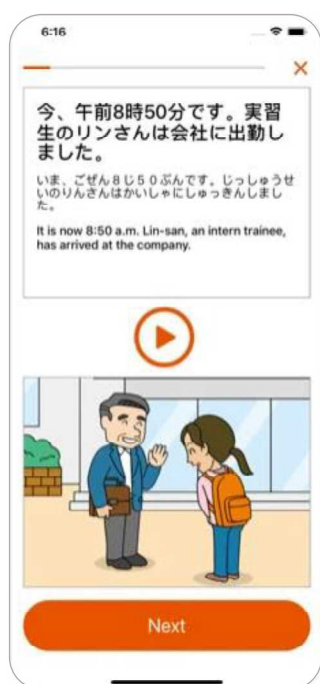 6:16
今、午前8時50分です。実習
生のリンさんは会社に出勤し
ました。
いま、ごぜん８じ５０ぷんです。じっしゅうせ
いのりんさんはかいしゃにしゅっきんしまし
た。
It is now 8:50 a.m. Lin-san, an intern trainee,
has arrived at the company.
Next